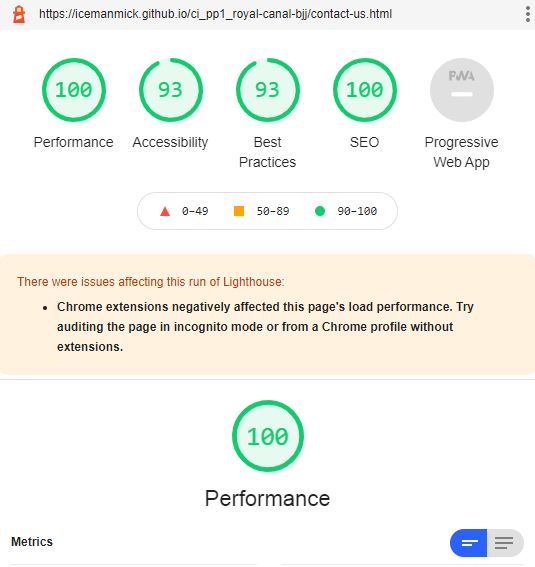 https://icemanmick.github.io/ci_pp1_royal-canal-bjj/contact-us.html
100 93 93 100 PWA
Performance Accessibility Best Practices SEO Progressive Web App
0–49 50–89 90–100
There were issues affecting this run of Lighthouse:
• Chrome extensions negatively affected this page's load performance. Try
auditing the page in incognito mode or from a Chrome profile without
extensions.
100
Performance
Metrics